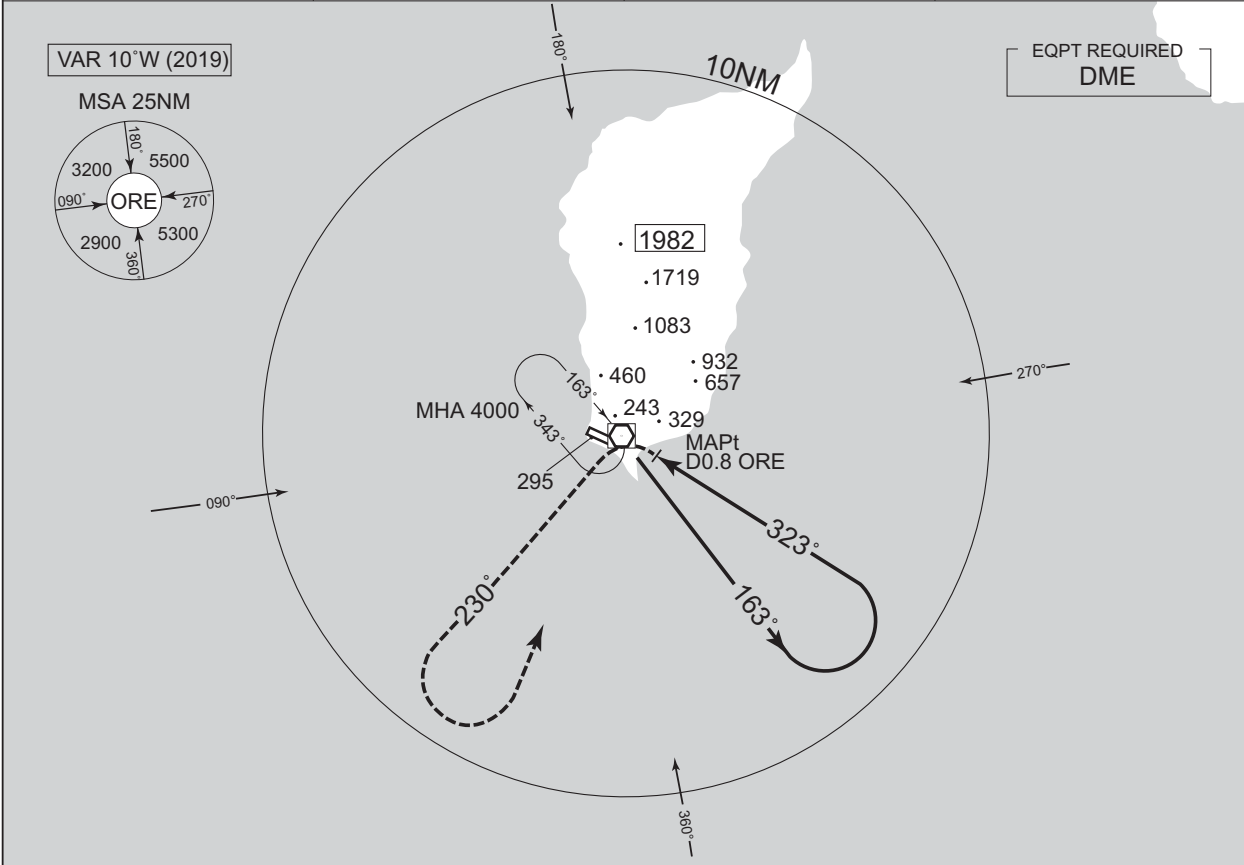 VAR 10˚W (2019)
MSA 25NM
180˚
3200
5500
090˚
ORE
270˚
2900
5300
360˚
180˚
10NM
EQPT REQUIRED
DME
1982
1719
1083
932
460
657
270˚
163˚
MHA 4000
243
329
343˚
MAPt
D0.8 ORE
295
090˚
323˚
230˚
163˚
360˚